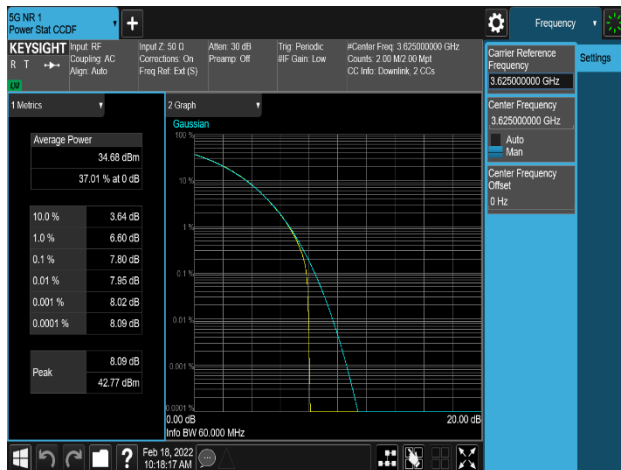 5G NR 1
Power Stat CCDF
Frequency
KEYSIGHT
R T
Input: RF
Coupling: AC
Align: Auto
Input Z: 50 Ω
Corrections: On
Freq Ref: Ext (S)
Atten: 30 dB
Preamp: Off
Trig: Periodic
#IF Gain: Low
#Center Freq: 3.625000000 GHz
Counts: 2.00 M/2.00 Mpt
CC Info: Downlink, 2 CCs
1 Metrics
Average Power
34.68 dBm
37.01 % at 0 dB
10.0 % 3.64 dB
1.0 % 6.60 dB
0.1 % 7.80 dB
0.01 % 7.95 dB
0.001 % 8.02 dB
0.0001 % 8.09 dB
Peak
8.09 dB
42.77 dBm
2 Graph
Gaussian
100 %
10 %
1 %
0.1 %
0.01 %
0.001 %
0.0001 %
0.00 dB
20.00 dB
Info BW 60.000 MHz
Carrier Reference
Frequency
3.625000000 GHz
Center Frequency
3.625000000 GHz
Auto
Man
Center Frequency
Offset
0 Hz
Settings
?
Feb 18, 2022
10:18:17 AM